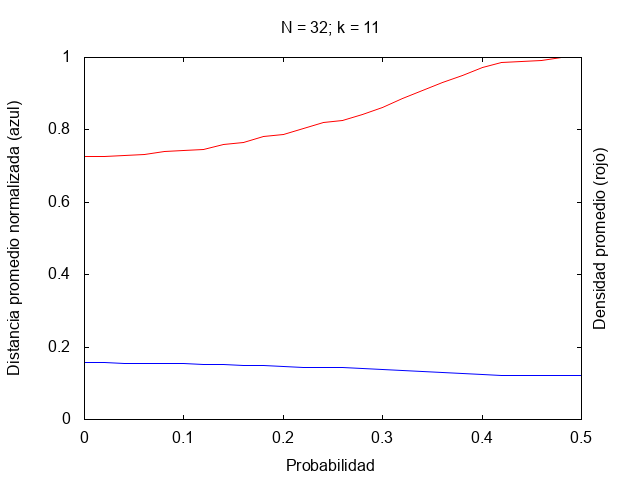 N = 32; k = 11
Distancia promedio normalizada (azul)
1
0.8
0.6
0.4
0.2
0
Densidad promedio (rojo)
0 0.1 0.2 0.3 0.4 0.5
Probabilidad